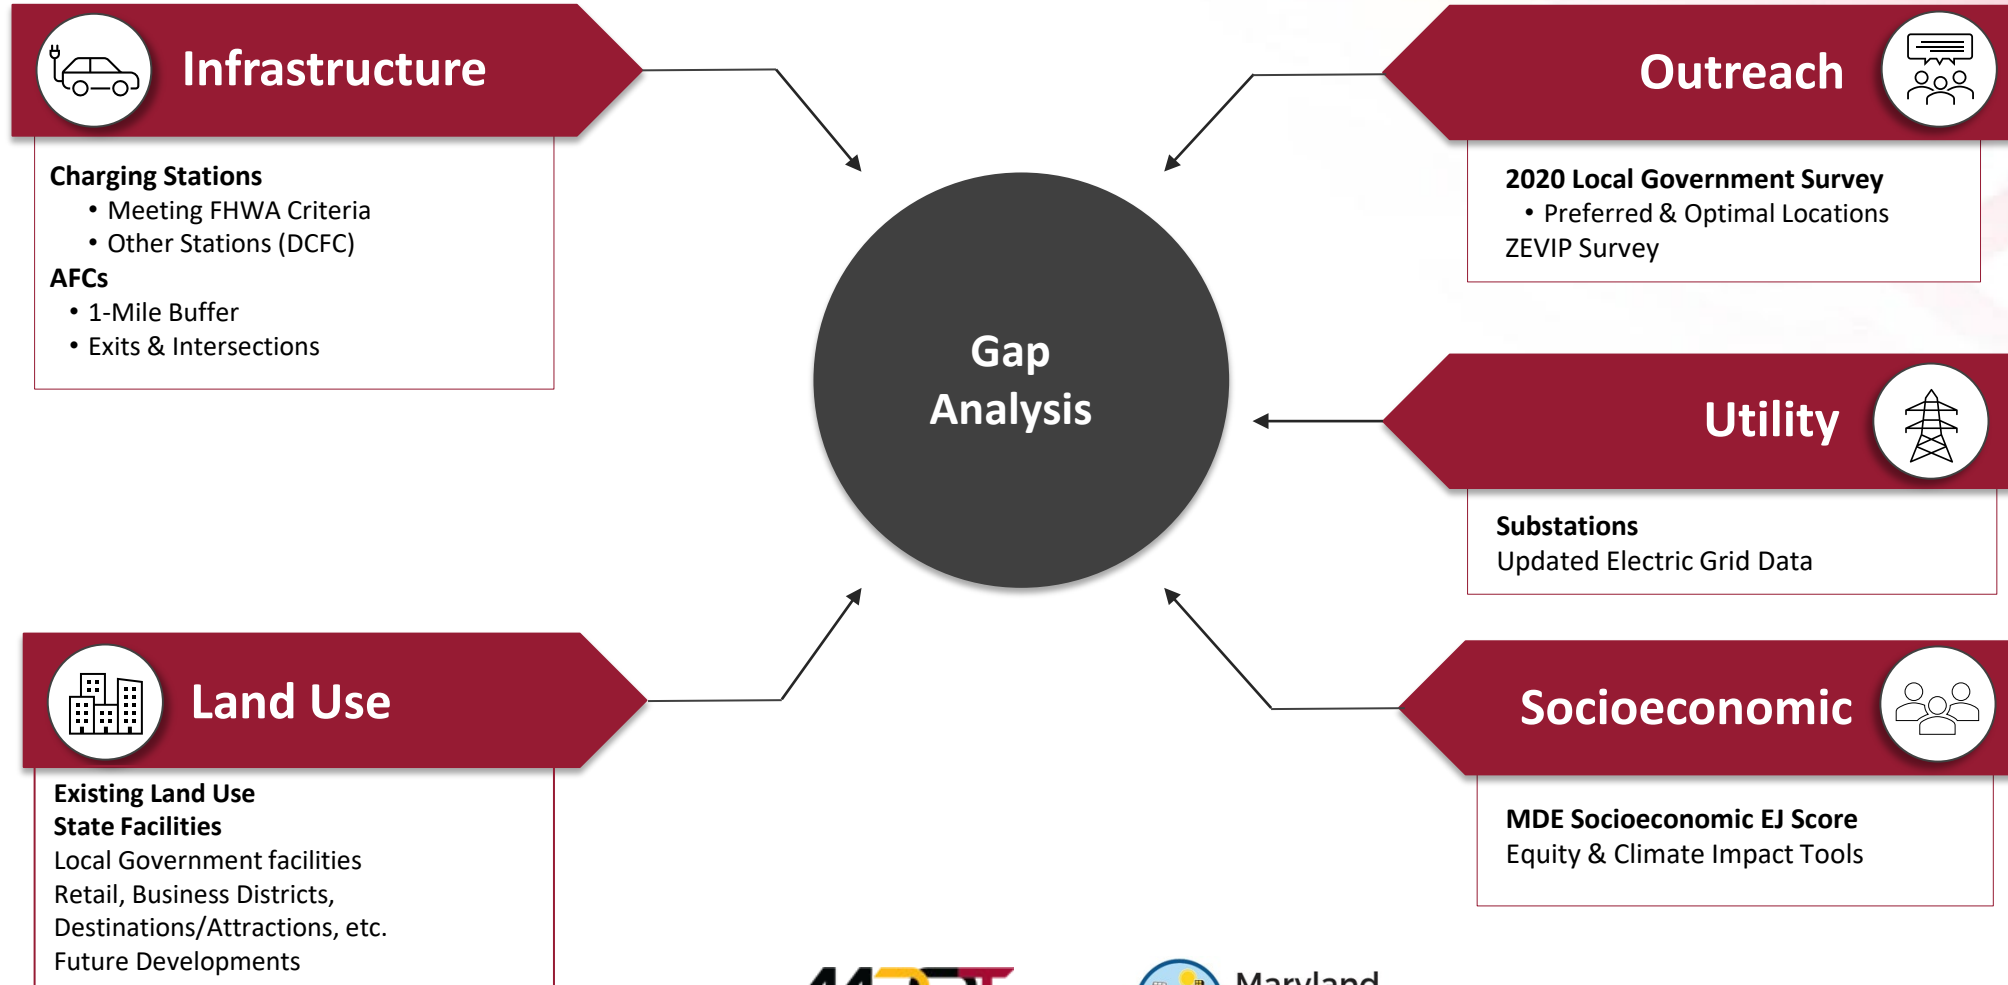 Infrastructure
Charging Stations
• Meeting FHWA Criteria
• Other Stations (DCFC)
AFCs
• 1-Mile Buffer
• Exits & Intersections
Land Use
Existing Land Use
State Facilities
Local Government facilities
Retail, Business Districts,
Destinations/Attractions, etc.
Future Developments
Gap
Analysis
Outreach
2020 Local Government Survey
• Preferred & Optimal Locations
ZEVIP Survey
Utility
Substations
Updated Electric Grid Data
Socioeconomic
MDE Socioeconomic EJ Score
Equity & Climate Impact Tools
MDOT
Maryland